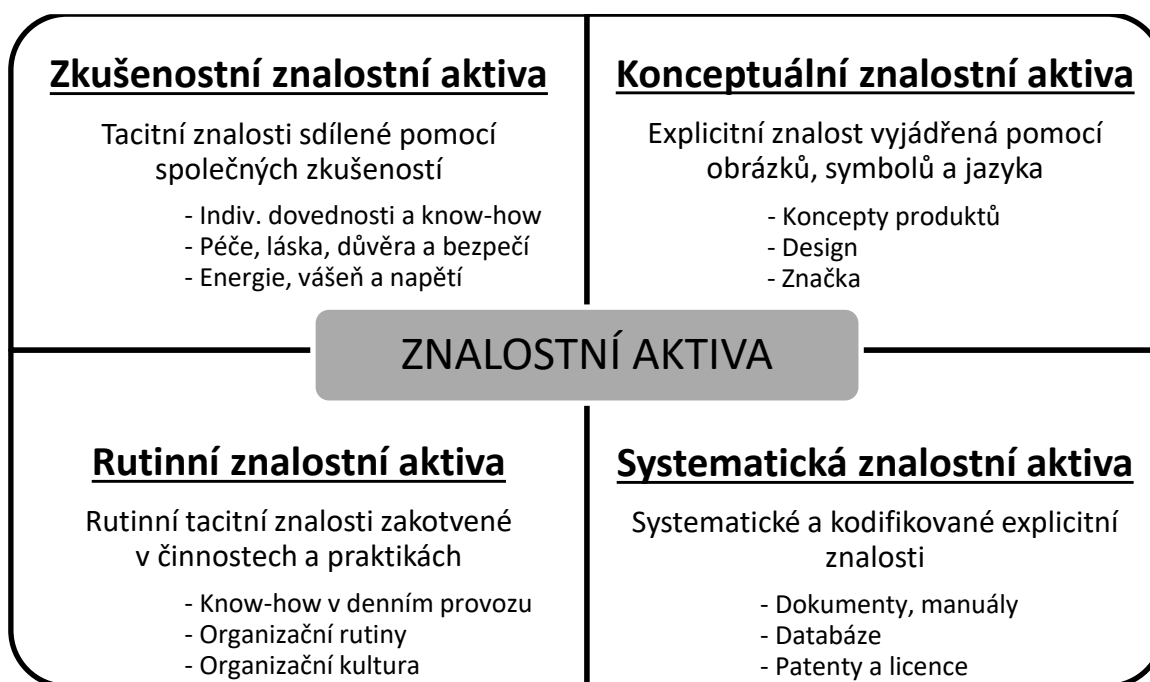 Zkušenostní znalostní aktiva
Tacitní znalosti sdílené pomocí
společných zkušeností
- Indiv. dovednosti a know-how
- Péče, láska, důvěra a bezpečí
- Energie, vášeň a napětí
Konceptuální znalostní aktiva
Explicitní znalost vyjádřená pomocí
obrázků, symbolů a jazyka
- Koncepty produktů
- Design
- Značka
ZNALOSTNÍ AKTIVA
Rutinní znalostní aktiva
Rutinní tacitní znalosti zakotvené
v činnostech a praktikách
- Know-how v denním provozu
- Organizační rutiny
- Organizační kultura
Systematická znalostní aktiva
Systematické a kodifikované explicitní
znalosti
- Dokumenty, manuály
- Databáze
- Patenty a licence